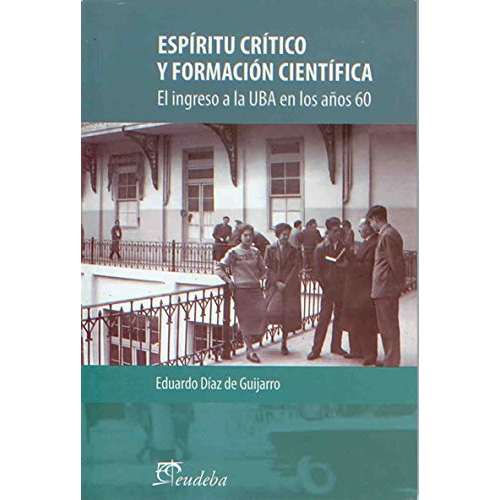 ESPÍRITU CRÍTICO
Y FORMACIÓN CIENTÍFICA
El ingreso a la UBA en los años 60
Eduardo Díaz de Guijarro
eudeba